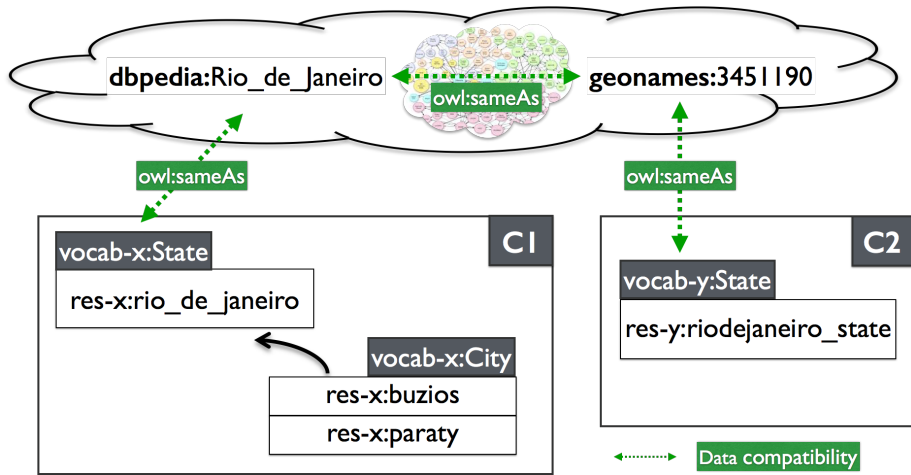 dbpedia:Rio_de_Janeiro
geonames:3451190
owl:sameAs
owl:sameAs
owl:sameAs
C1
C2
vocab-x:State
res-x:rio_de_janeiro
vocab-y:State
res-y:riodejaneiro_state
vocab-x:City
res-x:buzios
res-x:paraty
Data compatibility